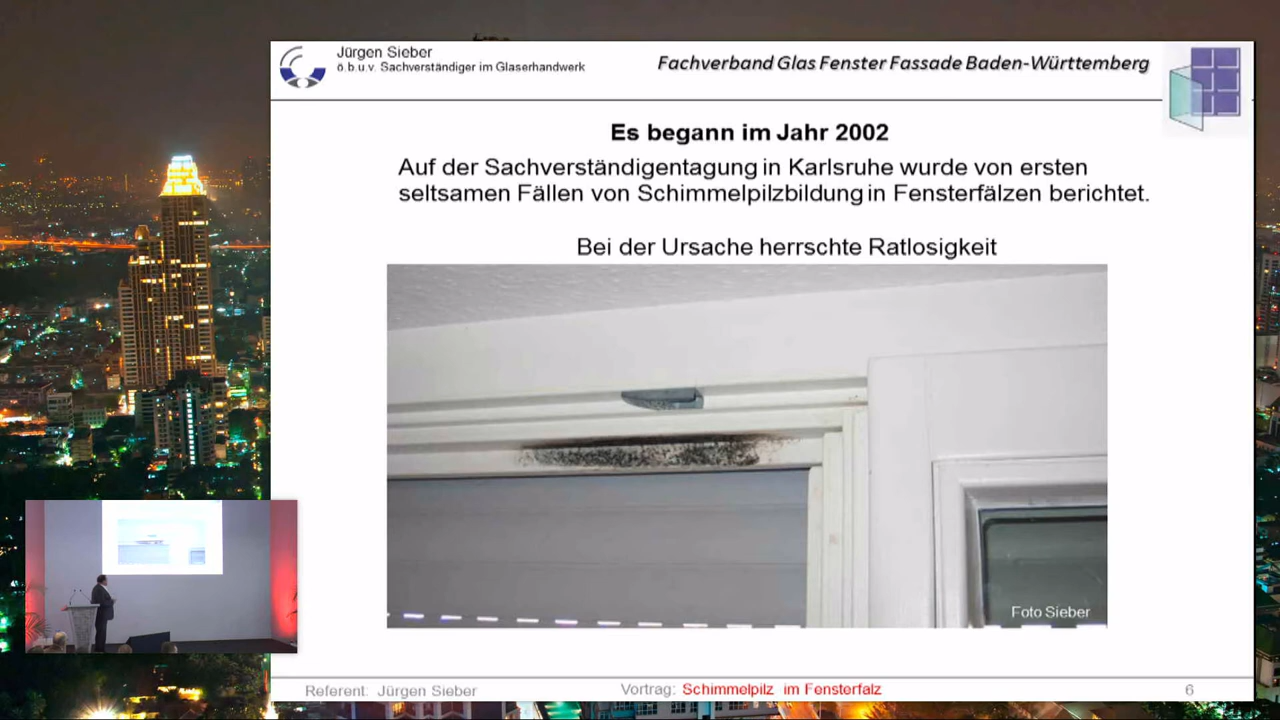 Jürgen Sieber
ö.b.u.v. Sachverständiger im Glaserhandwerk
Fachverband Glas Fenster Fassade Baden-Württemberg
Es begann im Jahr 2002
Auf der Sachverständigentagung in Karlsruhe wurde von ersten
seltsamen Fällen von Schimmelpilzbildung in Fensterfälzen berichtet.
Bei der Ursache herrschte Ratlosigkeit
Foto Sieber
Referent: Jürgen Sieber
Vortrag: Schimmelpilz im Fensterfalz
6